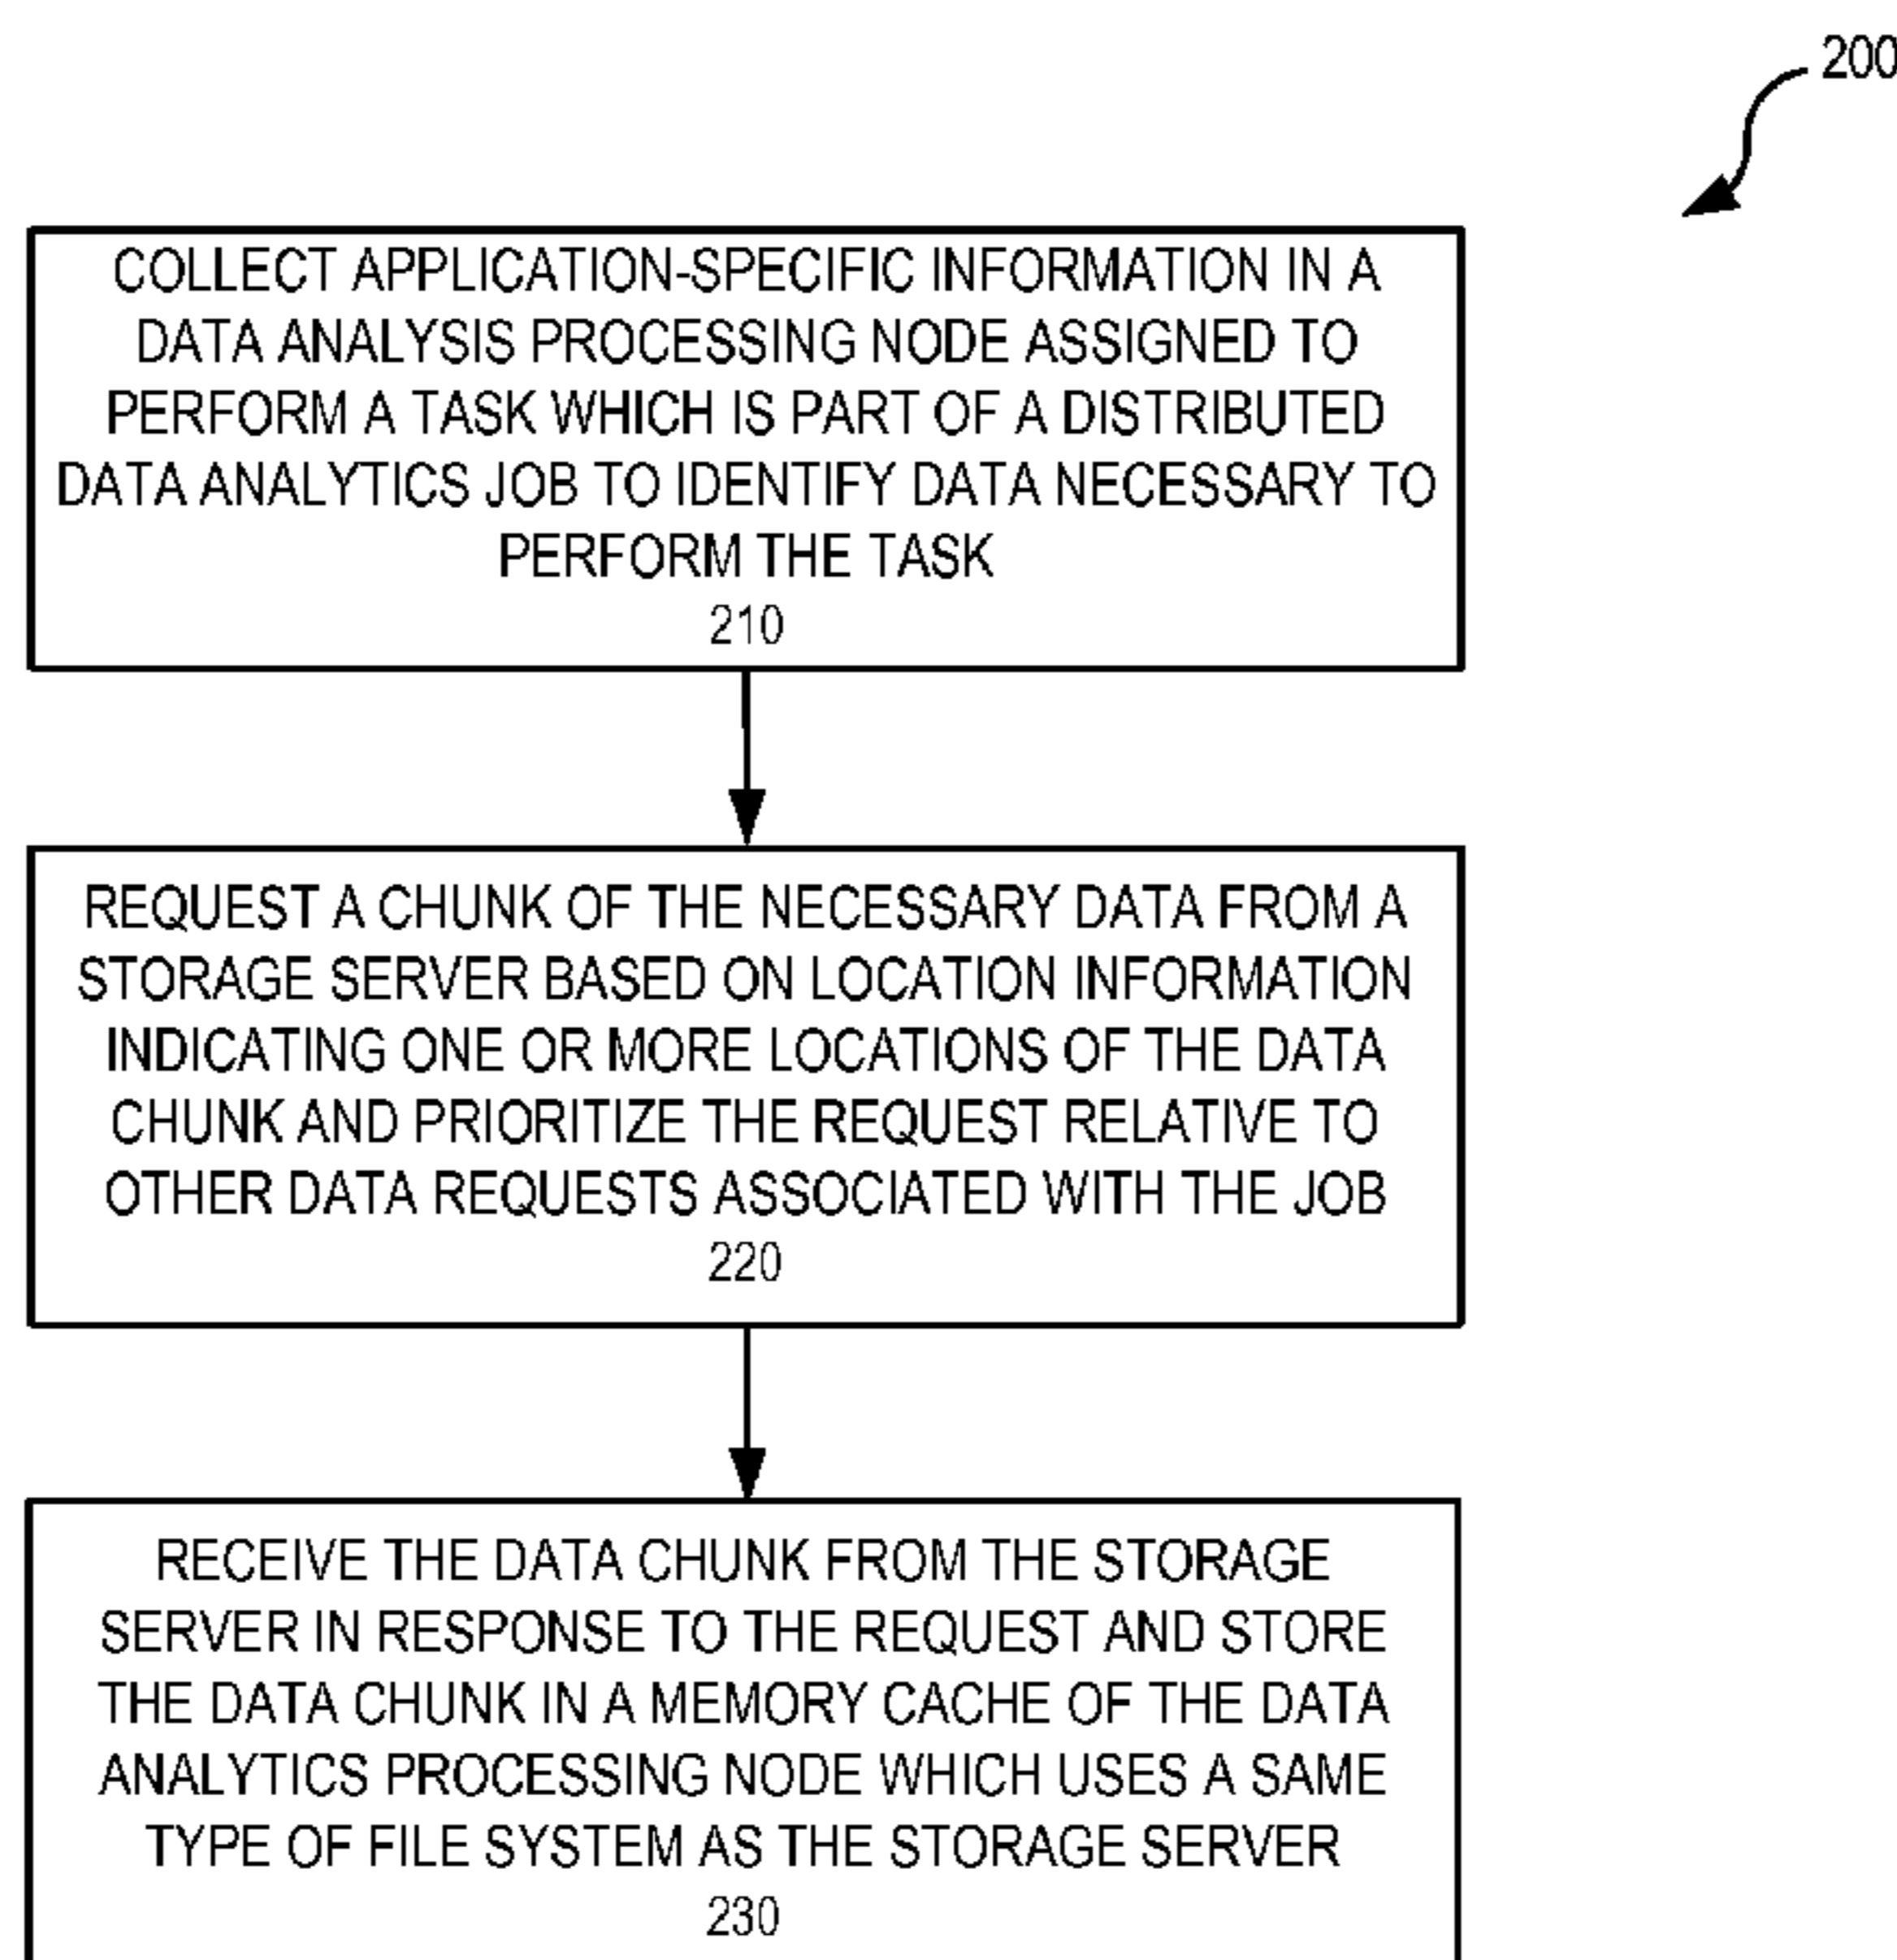 200
COLLECT APPLICATION-SPECIFIC INFORMATION IN A
DATA ANALYSIS PROCESSING NODE ASSIGNED TO
PERFORM A TASK WHICH IS PART OF A DISTRIBUTED
DATA ANALYTICS JOB TO IDENTIFY DATA NECESSARY TO
PERFORM THE TASK
210
REQUEST A CHUNK OF THE NECESSARY DATA FROM A
STORAGE SERVER BASED ON LOCATION INFORMATION
INDICATING ONE OR MORE LOCATIONS OF THE DATA
CHUNK AND PRIORITIZE THE REQUEST RELATIVE TO
OTHER DATA REQUESTS ASSOCIATED WITH THE JOB
220
RECEIVE THE DATA CHUNK FROM THE STORAGE
SERVER IN RESPONSE TO THE REQUEST AND STORE
THE DATA CHUNK IN A MEMORY CACHE OF THE DATA
ANALYTICS PROCESSING NODE WHICH USES A SAME
TYPE OF FILE SYSTEM AS THE STORAGE SERVER
230